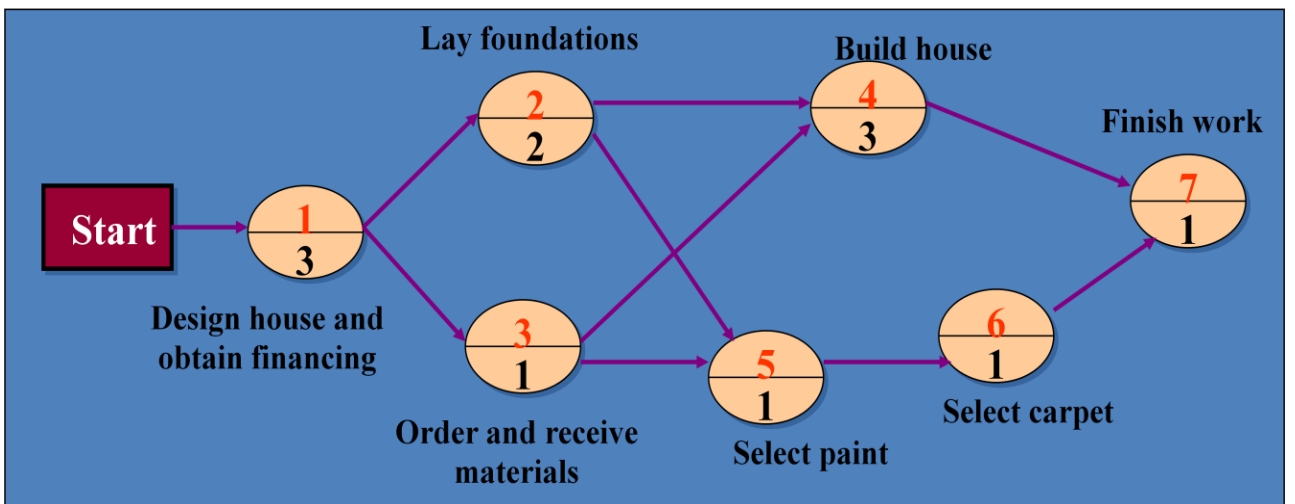 Lay foundations
Build house
2
2
4
3
Finish work
7
1
Start
1
3
Design house and
obtain financing
3
1
6
1
5
1
Select carpet
Order and receive
materials
Select paint